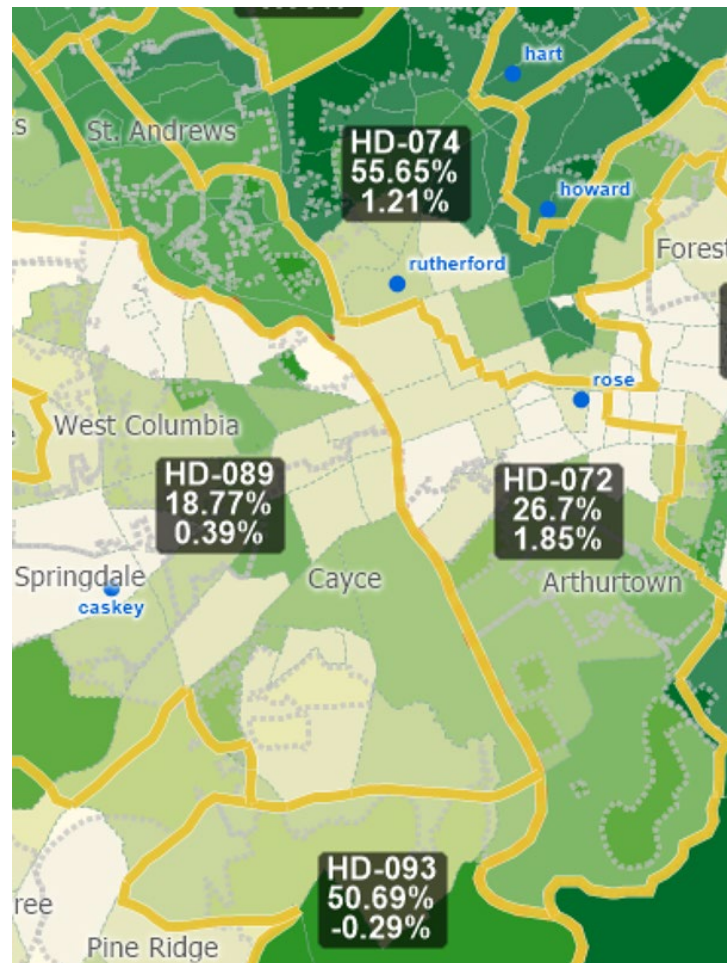 hart
St. Andrews
HD-074
55.65%
1.21%
howard
Forest
rutherford
rose
West Columbia
HD-089
18.77%
0.39%
HD-072
26.7%
1.85%
Springdale
caskey
Cayce
Arthurtown
HD-093
50.69%
-0.29%
ree
Pine Ridge